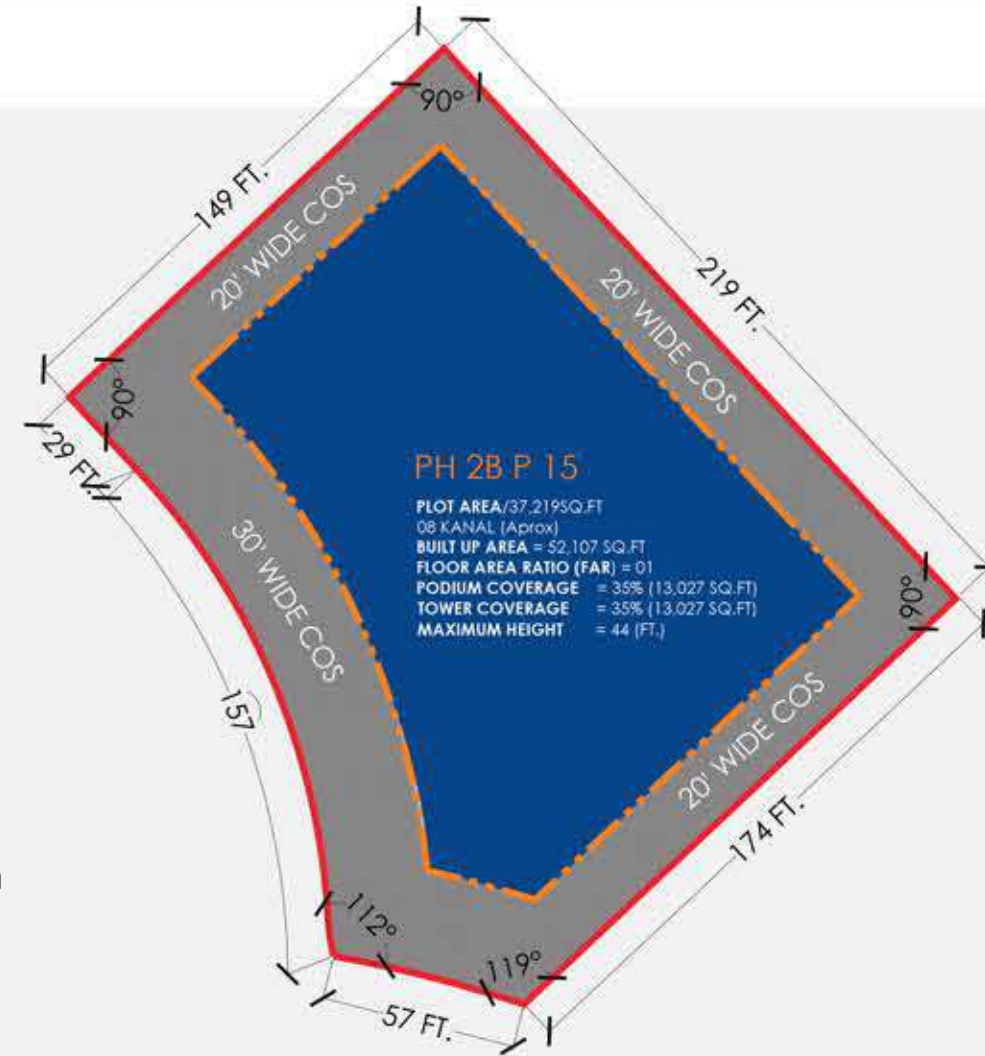 90°
149 FT.
20' WIDE COS
219 FT.
20' WIDE COS
90°
29 FT.
PH 2B P 15
PLOT AREA/37,219SQ.FT
08 KANAL (Aprox)
BUILT UP AREA = 52,107 SQ.FT
FLOOR AREA RATIO (FAR) = 01
PODIUM COVERAGE = 35% (13,027 SQ.FT)
TOWER COVERAGE = 35% (13,027 SQ.FT)
MAXIMUM HEIGHT = 44 (FT.)
30' WIDE COS
90°
157
20' WIDE COS
174 FT.
112°
119°
57 FT.